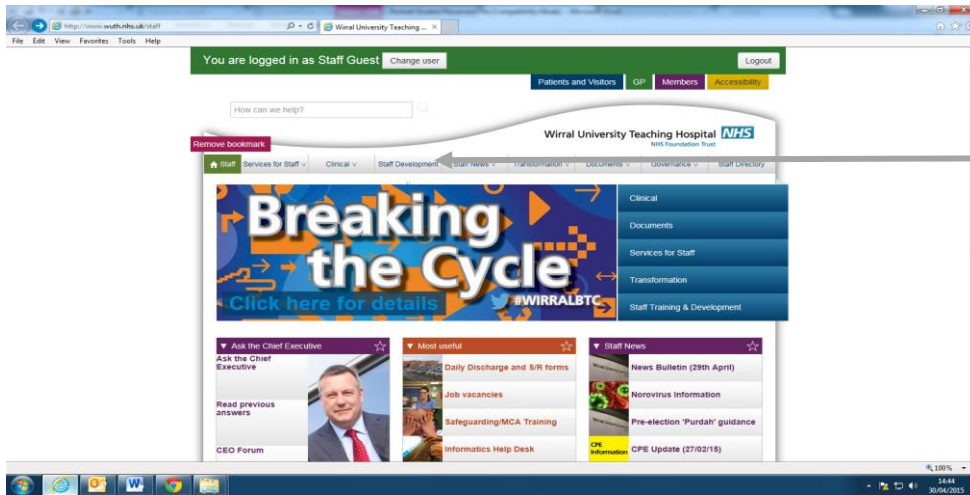 http://www.wuth.nhs.uk/staff
Wirral University Teaching ...
File Edit View Favorites Tools Help
You are logged in as Staff Guest Change user Logout
Patients and Visitors GP Members Accessibility
How can we help?
Wirral University Teaching Hospital NHS
NHS Foundation Trust
Remove bookmark
Staff Services for Staff Clinical Staff Development Staff News Transformation Documents Governance Staff Directory
Breaking
the Cycle
Click here for details #WIRRALBTC
Clinical
Documents
Services for Staff
Transformation
Staff Training & Development
Ask the Chief Executive
Ask the Chief
Executive
Read previous
answers
CEO Forum
Most useful
Daily Discharge and S/R forms
Job vacancies
Safeguarding/MCA Training
Informatics Help Desk
Staff News
News Bulletin (29th April)
Norovirus Information
Pre-election 'Purdah' guidance
CPE
Information
CPE Update (27/02/15)
100%
14:44
30/04/2015